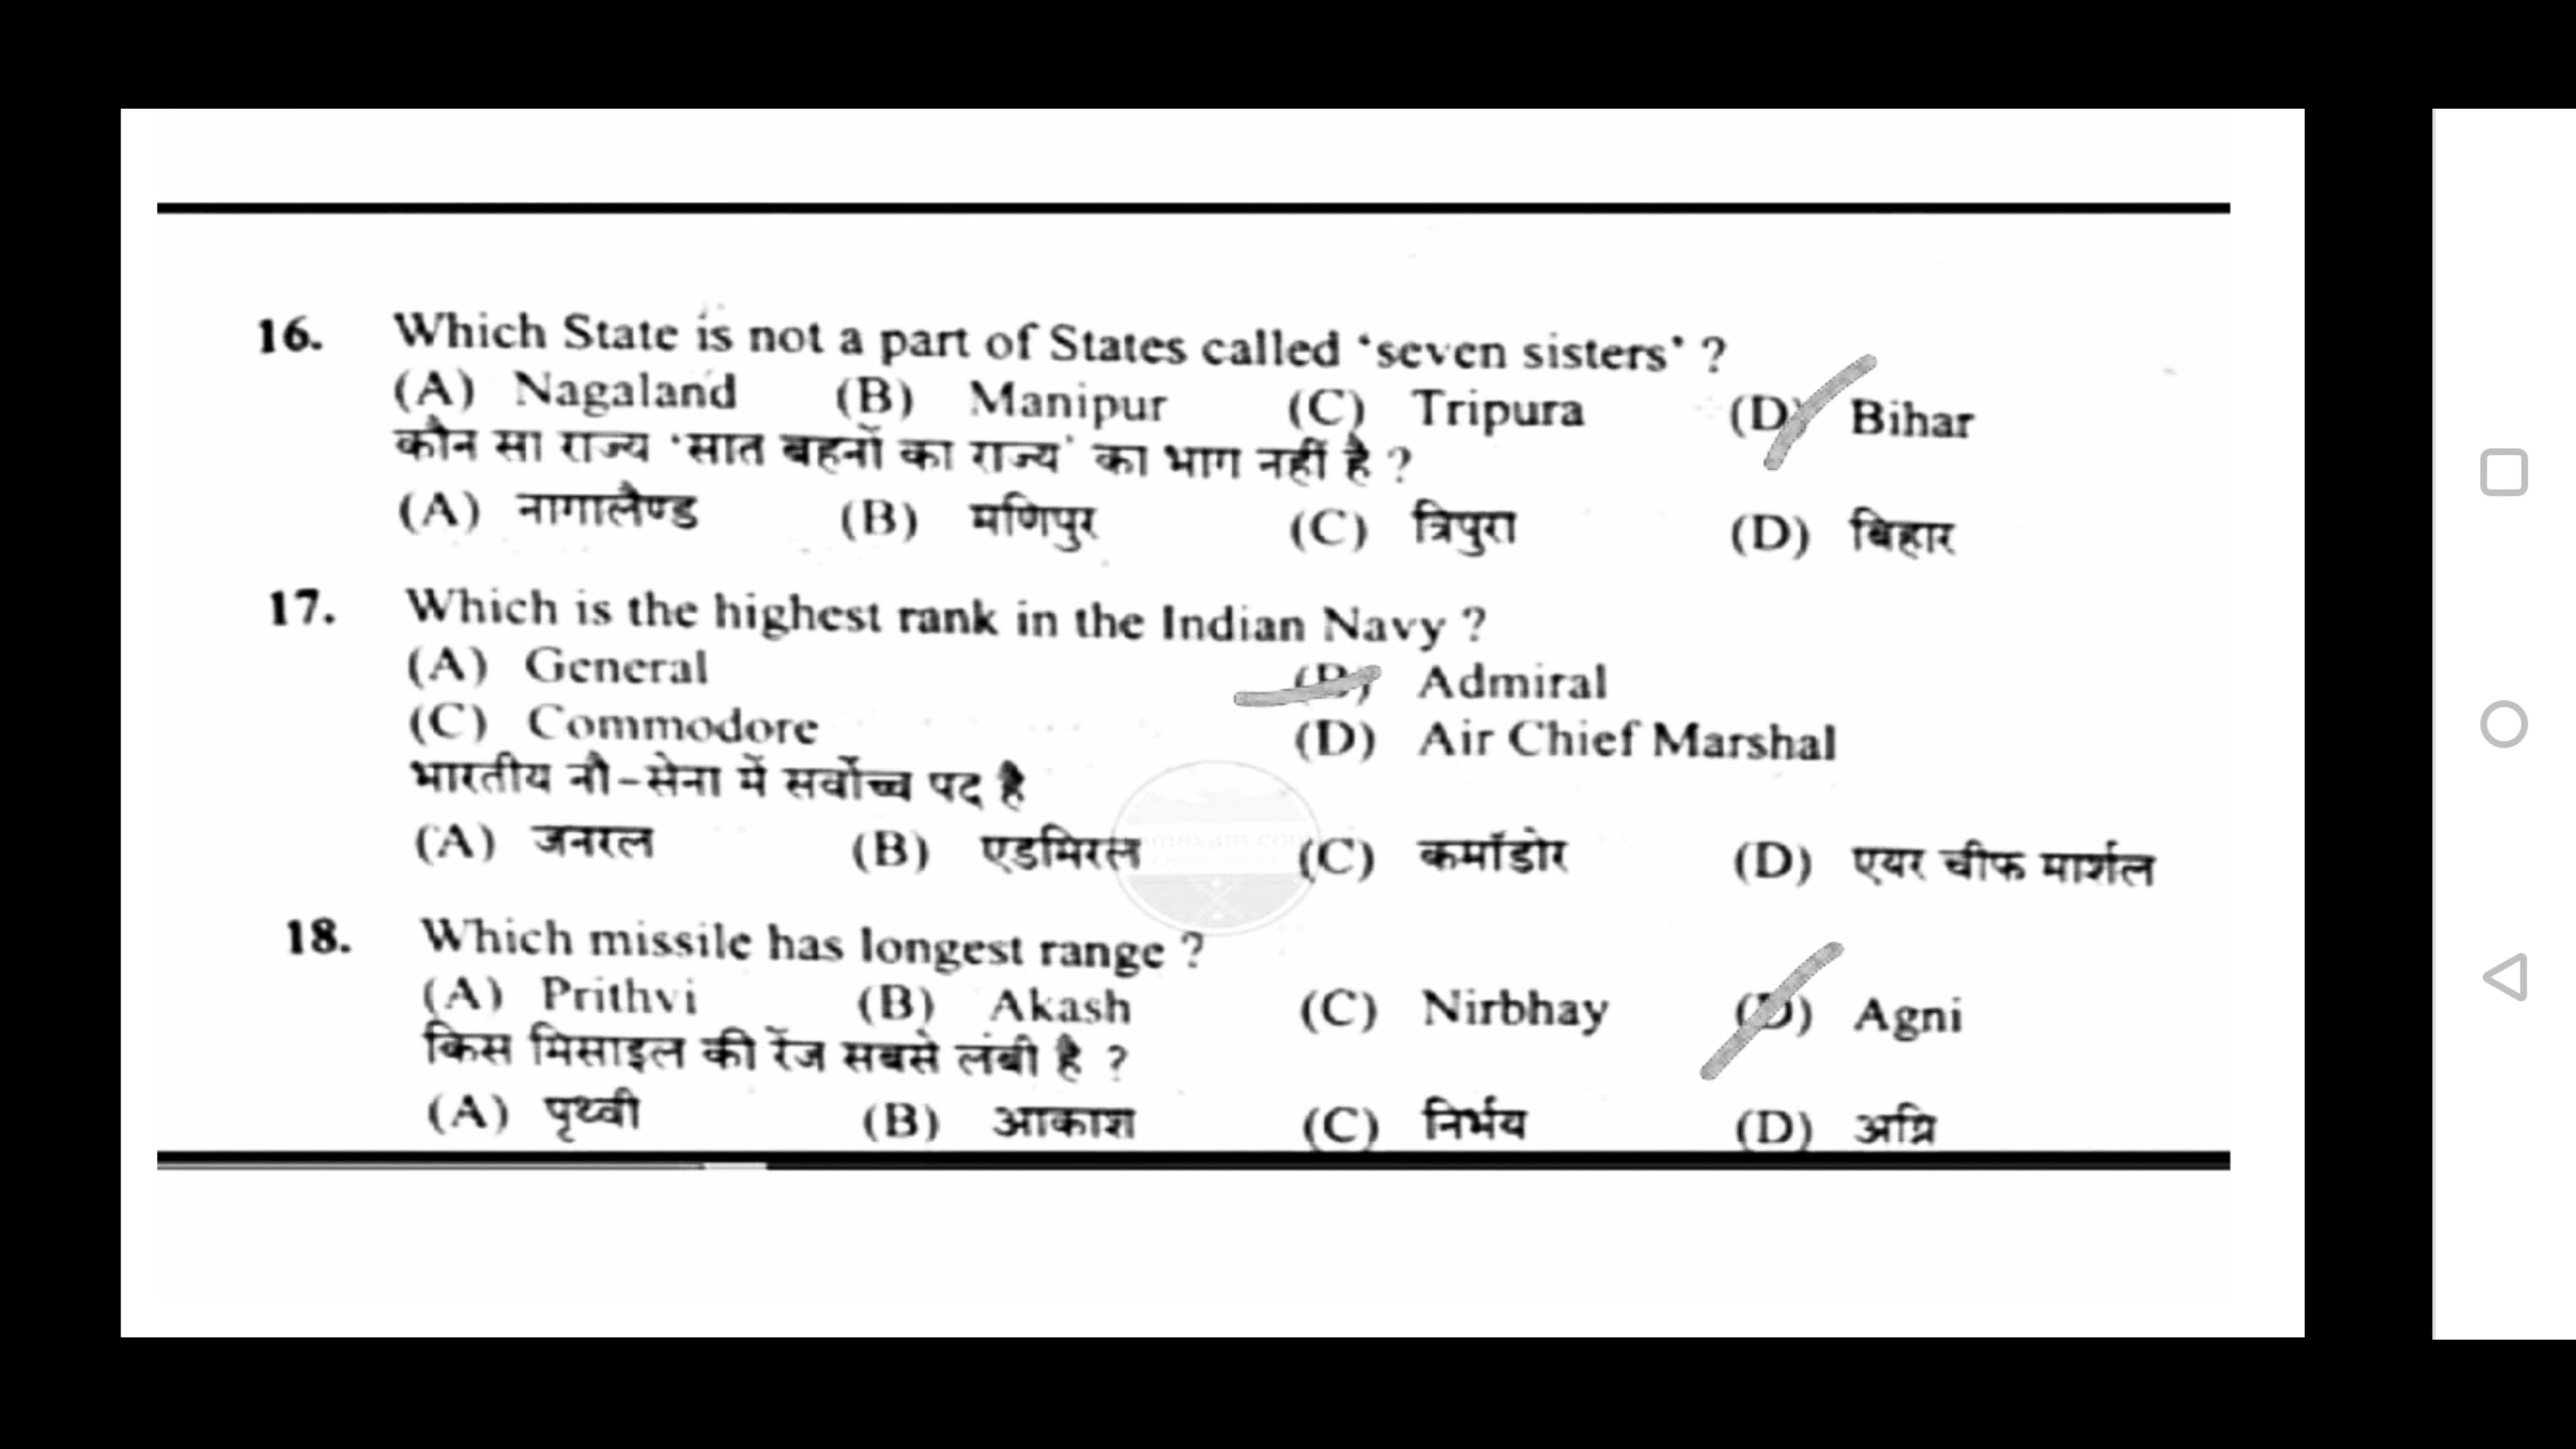 16. Which State is not a part of States called ‘seven sisters’ ?
(A) Nagaland (B) Manipur (C) Tripura (D) Bihar
कौन सा राज्य ‘सात बहनों का राज्य’ का भाग नहीं है ?
(A) नागालैण्ड (B) मणिपुर (C) त्रिपुरा (D) बिहार
17. Which is the highest rank in the Indian Navy ?
(A) General (B) Admiral
(C) Commodore (D) Air Chief Marshal
भारतीय नौ-सेना में सर्वोच्च पद है
(A) जनरल (B) एडमिरल (C) कमॉडोर (D) एयर चीफ मार्शल
18. Which missile has longest range ?
(A) Prithvi (B) Akash (C) Nirbhay (D) Agni
किस मिसाइल की रेंज सबसे लंबी है ?
(A) पृथ्वी (B) आकाश (C) निर्भय (D) अग्नि